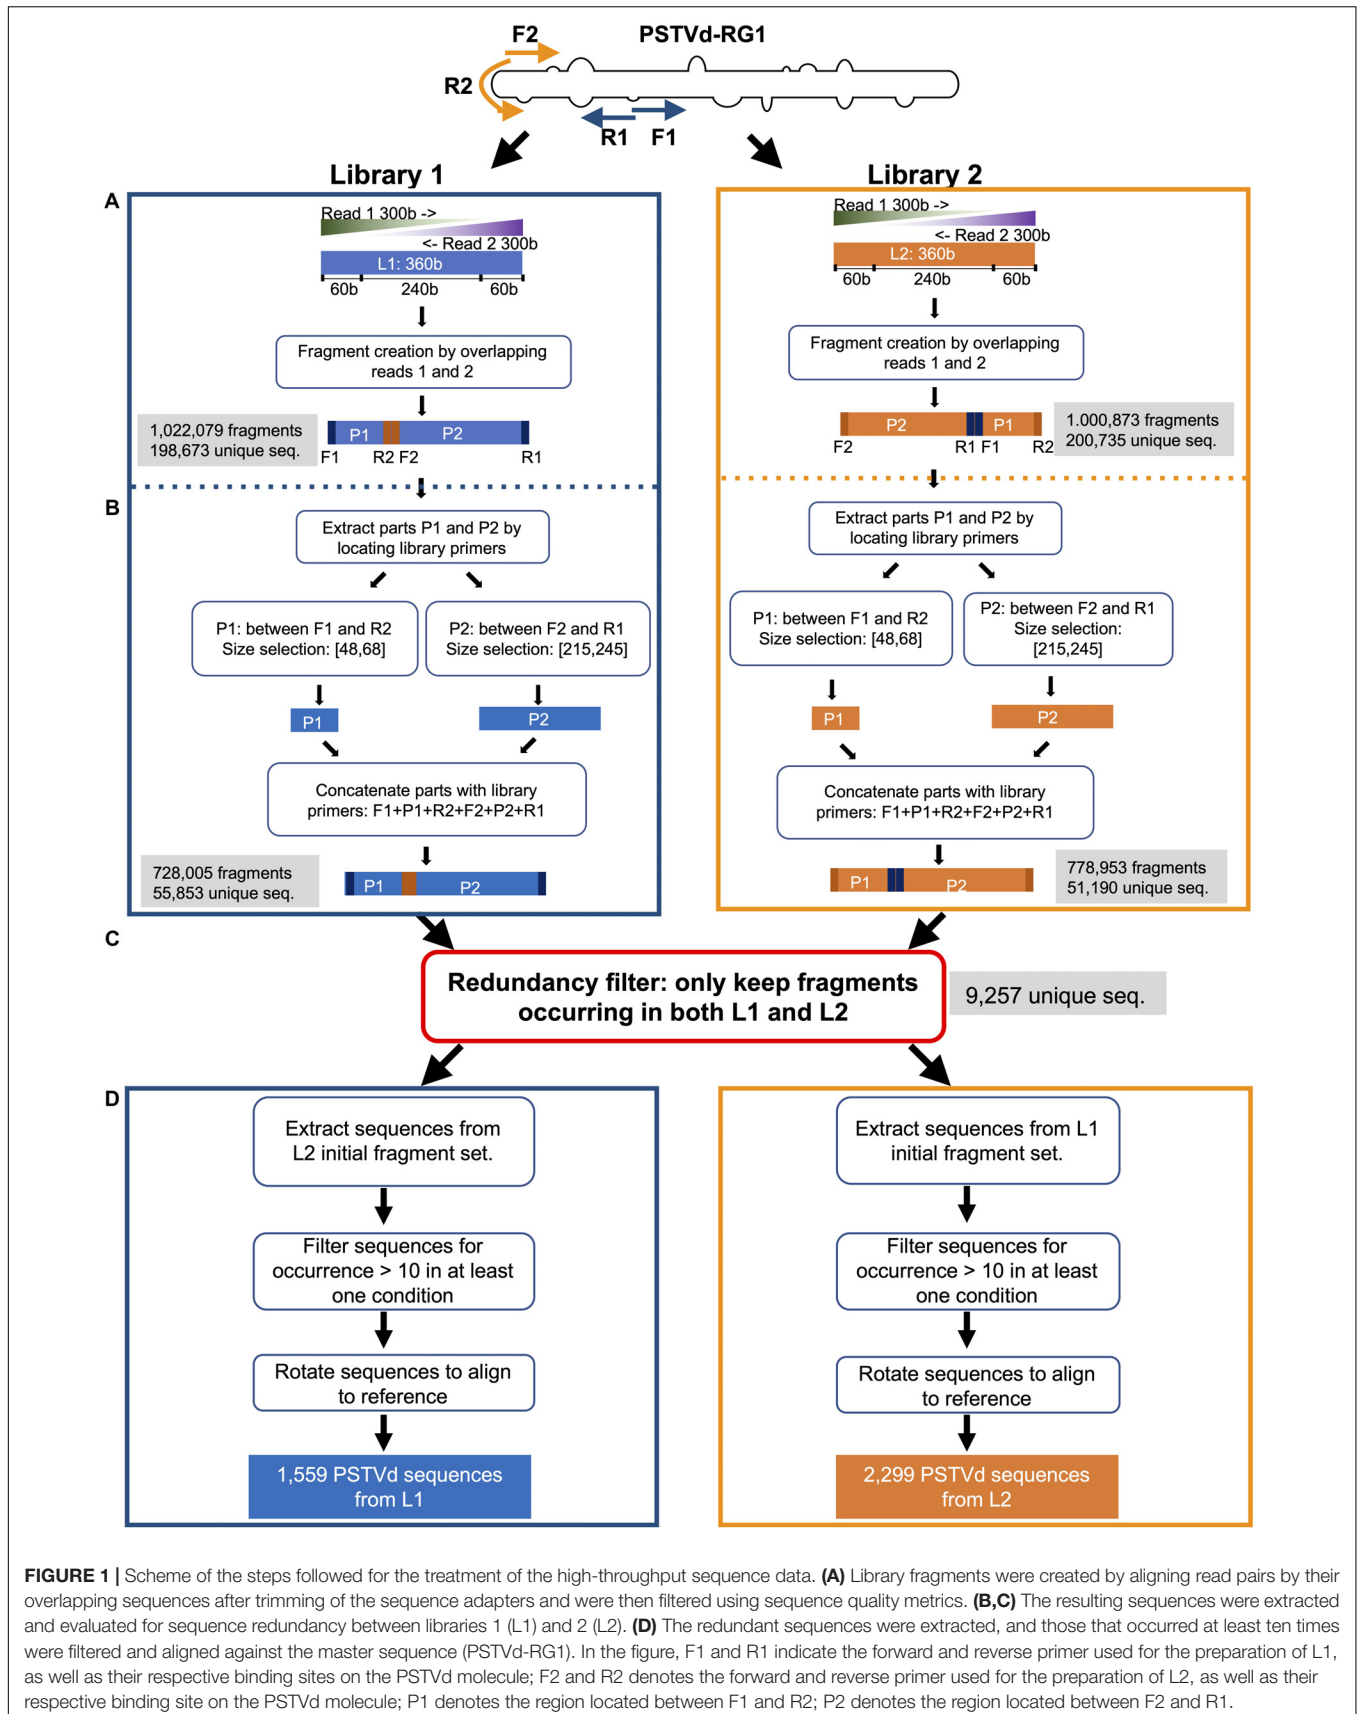 F2
PSTVd-RG1
R2
R1
F1
Library 1
Library 2
A
Read 1 300b ->
<- Read 2 300b
L1: 360b
60b
240b
60b
Fragment creation by overlapping
reads 1 and 2
1,022,079 fragments
198,673 unique seq.
P1
P2
F1
R2
F2
R1
Read 1 300b ->
<- Read 2 300b
L2: 360b
60b
240b
60b
Fragment creation by overlapping
reads 1 and 2
P2
P1
F2
R1
F1
R2
1.000,873 fragments
200,735 unique seq.
B
Extract parts P1 and P2 by
locating library primers
P1: between F1 and R2
Size selection: [48,68]
P2: between F2 and R1
Size selection: [215,245]
P1
P2
Concatenate parts with library
primers: F1+P1+R2+F2+P2+R1
728,005 fragments
55,853 unique seq.
P1
P2
Extract parts P1 and P2 by
locating library primers
P1: between F1 and R2
Size selection: [48,68]
P2: between F2 and R1
Size selection:
[215,245]
P1
P2
Concatenate parts with library
primers: F1+P1+R2+F2+P2+R1
P1
P2
778,953 fragments
51,190 unique seq.
C
Redundancy filter: only keep fragments
occurring in both L1 and L2
9,257 unique seq.
D
Extract sequences from
L2 initial fragment set.
Filter sequences for
occurrence > 10 in at least
one condition
Rotate sequences to align
to reference
1,559 PSTVd sequences
from L1
Extract sequences from L1
initial fragment set.
Filter sequences for
occurrence > 10 in at least
one condition
Rotate sequences to align
to reference
2,299 PSTVd sequences
from L2
FIGURE 1 | Scheme of the steps followed for the treatment of the high-throughput sequence data. (A) Library fragments were created by aligning read pairs by their
overlapping sequences after trimming of the sequence adapters and were then filtered using sequence quality metrics. (B,C) The resulting sequences were extracted
and evaluated for sequence redundancy between libraries 1 (L1) and 2 (L2). (D) The redundant sequences were extracted, and those that occurred at least ten times
were filtered and aligned against the master sequence (PSTVd-RG1). In the figure, F1 and R1 indicate the forward and reverse primer used for the preparation of L1,
as well as their respective binding sites on the PSTVd molecule; F2 and R2 denotes the forward and reverse primer used for the preparation of L2, as well as their
respective binding site on the PSTVd molecule; P1 denotes the region located between F1 and R2; P2 denotes the region located between F2 and R1.